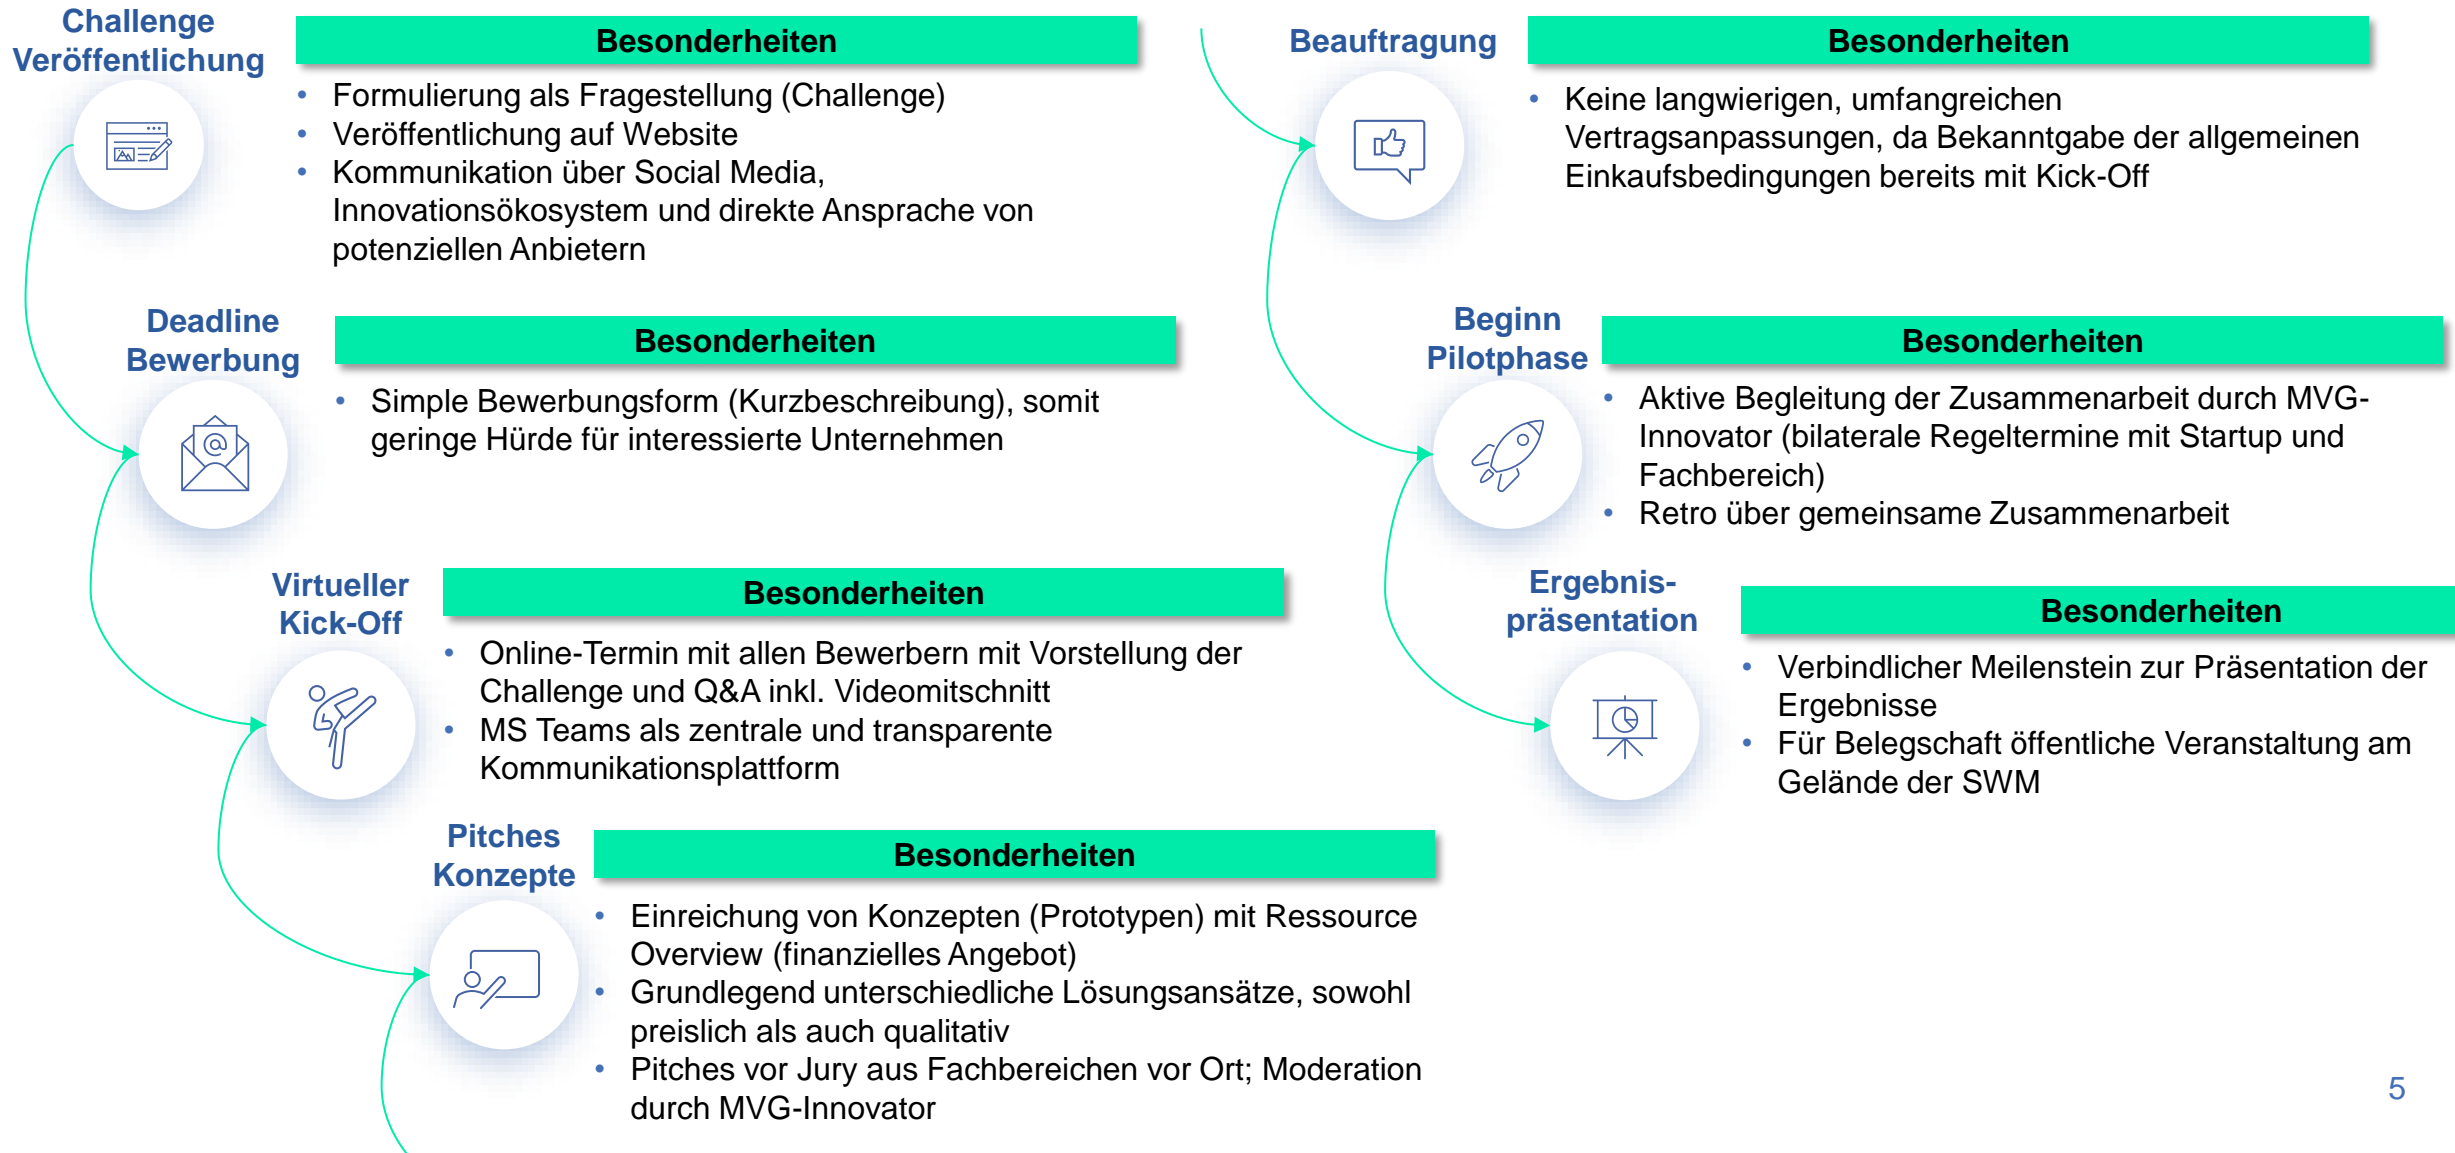 Challenge
Veröffentlichung
Besonderheiten
• Formulierung als Fragestellung (Challenge)
• Veröffentlichung auf Website
• Kommunikation über Social Media,
Innovationsökosystem und direkte Ansprache von
potenziellen Anbietern
Deadline
Bewerbung
Besonderheiten
• Simple Bewerbungsform (Kurzbeschreibung), somit
geringe Hürde für interessierte Unternehmen
@
Virtueller
Kick-Off
Besonderheiten
• Online-Termin mit allen Bewerbern mit Vorstellung der
Challenge und Q&A inkl. Videomitschnitt
• MS Teams als zentrale und transparente
Kommunikationsplattform
Pitches
Konzepte
Besonderheiten
• Einreichung von Konzepten (Prototypen) mit Ressource
Overview (finanzielles Angebot)
• Grundlegend unterschiedliche Lösungsansätze, sowohl
preislich als auch qualitativ
• Pitches vor Jury aus Fachbereichen vor Ort; Moderation
durch MVG-Innovator
Beauftragung
Besonderheiten
• Keine langwierigen, umfangreichen
Vertragsanpassungen, da Bekanntgabe der allgemeinen
Einkaufsbedingungen bereits mit Kick-Off
Beginn
Pilotphase
Besonderheiten
• Aktive Begleitung der Zusammenarbeit durch MVG-
Innovator (bilaterale Regeltermine mit Startup und
Fachbereich)
• Retro über gemeinsame Zusammenarbeit
Ergebnis-
präsentation
Besonderheiten
• Verbindlicher Meilenstein zur Präsentation der
Ergebnisse
• Für Belegschaft öffentliche Veranstaltung am
Gelände der SWM
5